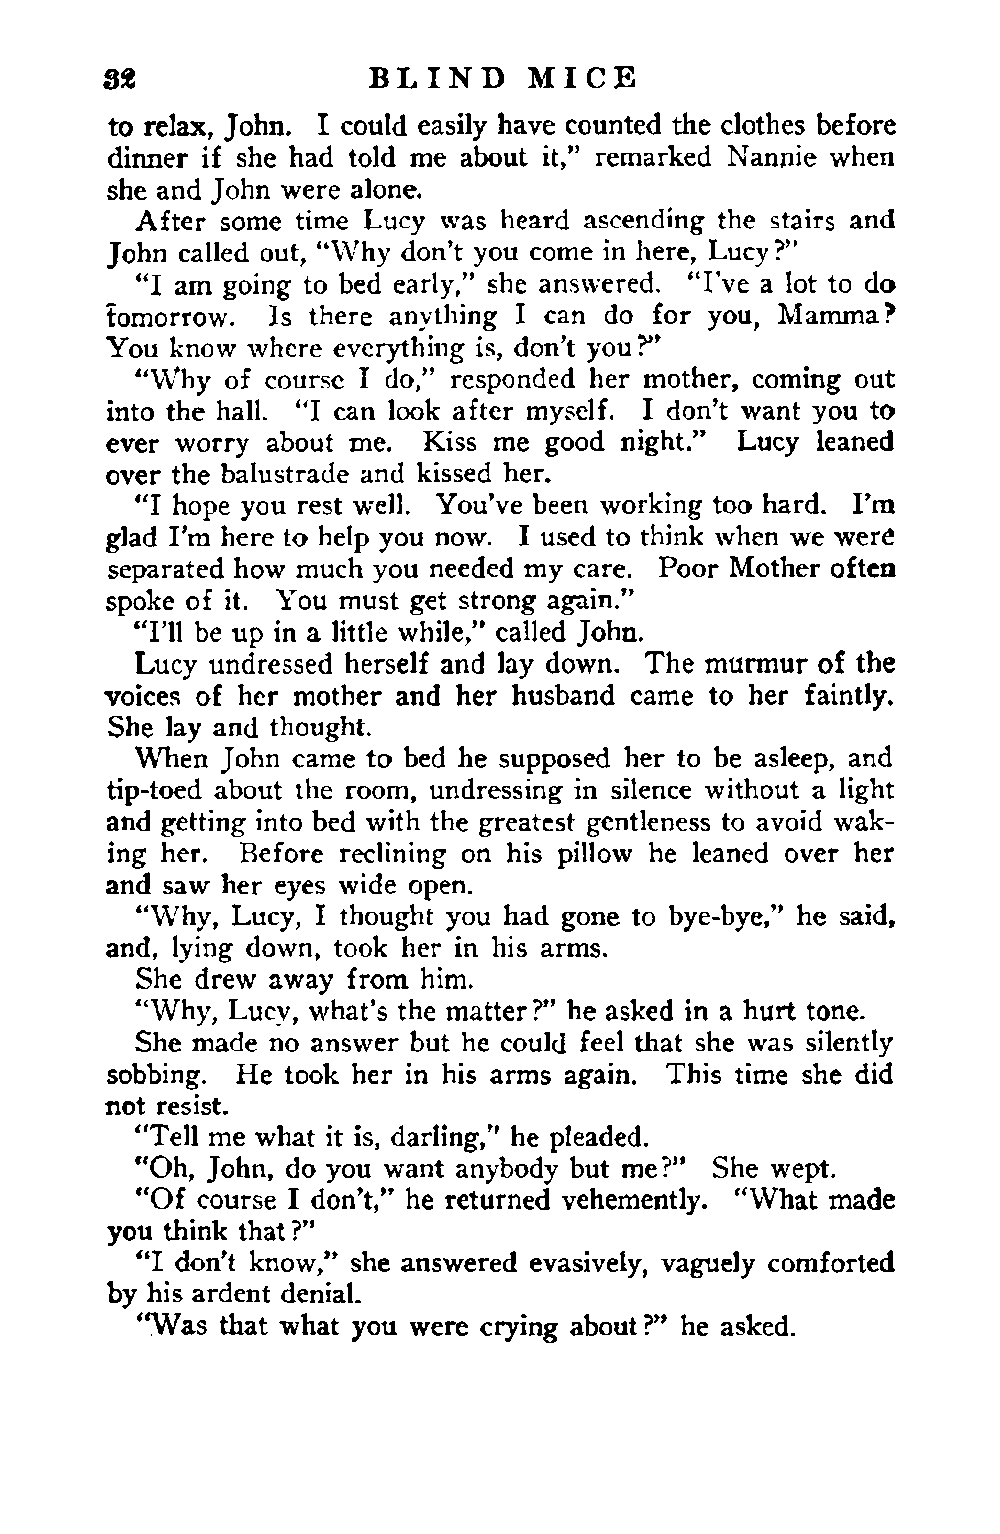 32 BLIND MICE
to relax, John. I could easily have counted the clothes before
dinner if she had told me about it,” remarked Nannie when
she and John were alone.
After some time Lucy was heard ascending the stairs and
John called out, “Why don’t you come in here, Lucy?”
“I am going to bed early,” she answered. “I’ve a lot to do
tomorrow. Is there anything I can do for you, Mamma?
You know where everything is, don’t you?”
“Why of course I do,” responded her mother, coming out
into the hall. “I can look after myself. I don’t want you to
ever worry about me. Kiss me good night.” Lucy leaned
over the balustrade and kissed her.
“I hope you rest well. You’ve been working too hard. I’m
glad I’m here to help you now. I used to think when we were
separated how much you needed my care. Poor Mother often
spoke of it. You must get strong again.”
“I’ll be up in a little while,” called John.
Lucy undressed herself and lay down. The murmur of the
voices of her mother and her husband came to her faintly.
She lay and thought.
When John came to bed he supposed her to be asleep, and
tip-toed about the room, undressing in silence without a light
and getting into bed with the greatest gentleness to avoid wak-
ing her. Before reclining on his pillow he leaned over her
and saw her eyes wide open.
“Why, Lucy, I thought you had gone to bye-bye,” he said,
and, lying down, took her in his arms.
She drew away from him.
“Why, Lucy, what’s the matter?” he asked in a hurt tone.
She made no answer but he could feel that she was silently
sobbing. He took her in his arms again. This time she did
not resist.
“Tell me what it is, darling,” he pleaded.
“Oh, John, do you want anybody but me?” She wept.
“Of course I don’t,” he returned vehemently. “What made
you think that?”
“I don’t know,” she answered evasively, vaguely comforted
by his ardent denial.
“Was that what you were crying about?” he asked.